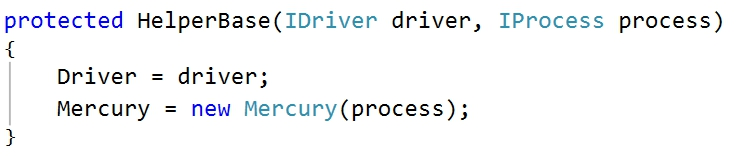 protected HelperBase(IDriver driver, IProcess process)
{
    Driver = driver;
    Mercury = new Mercury(process);
}